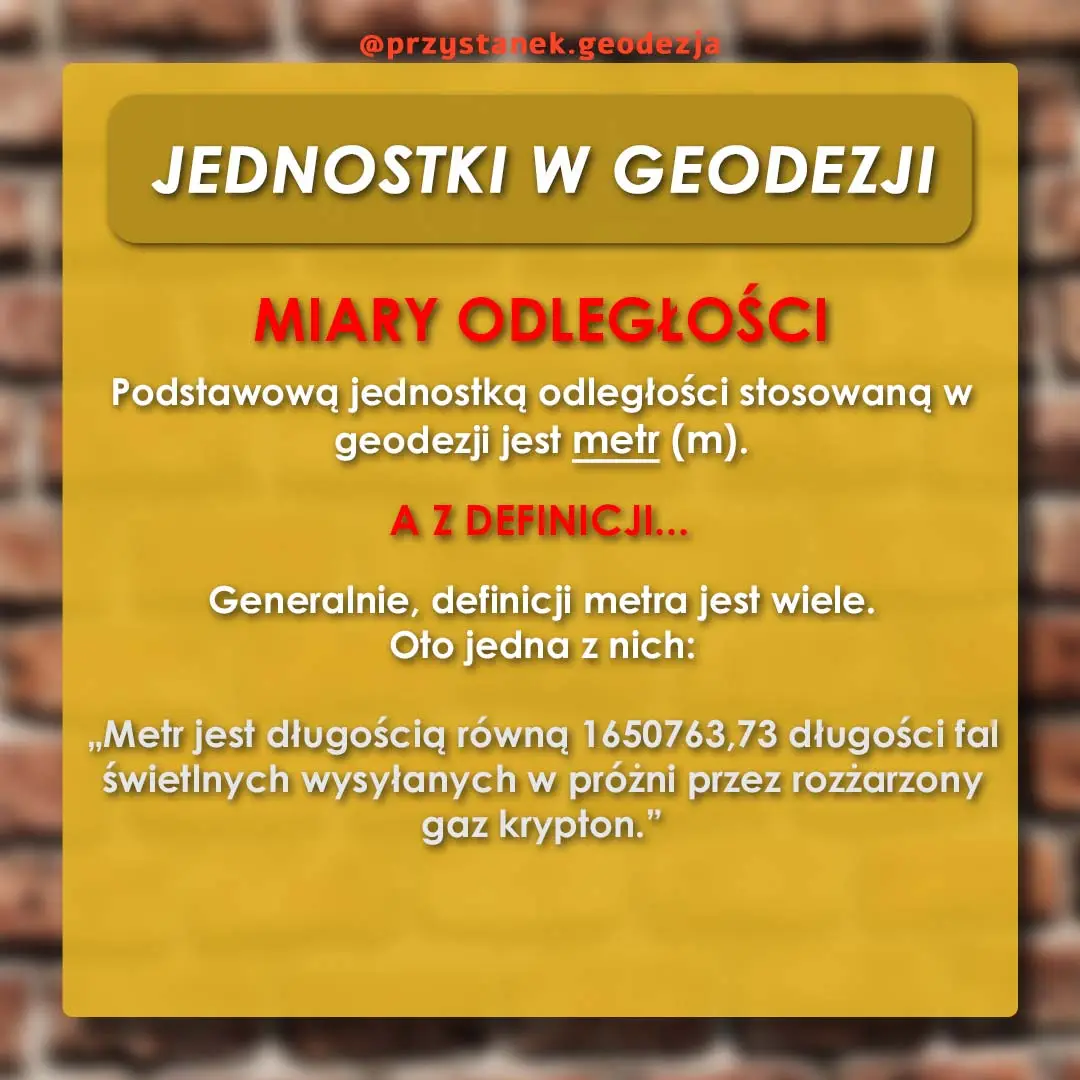 @przystanek.geodezja
JEDNOSTKI W GEODEZJI
MIARY ODLEGŁOŚCI
Podstawową jednostką odległości stosowaną w
geodezji jest metr (m).
A Z DEFINICJI...
Generalnie, definicji metra jest wiele.
Oto jedna z nich:
„Metr jest długością równą 1650763,73 długości fal
świetlnych wysyłanych w próżni przez rozżarzony
gaz krypton.”